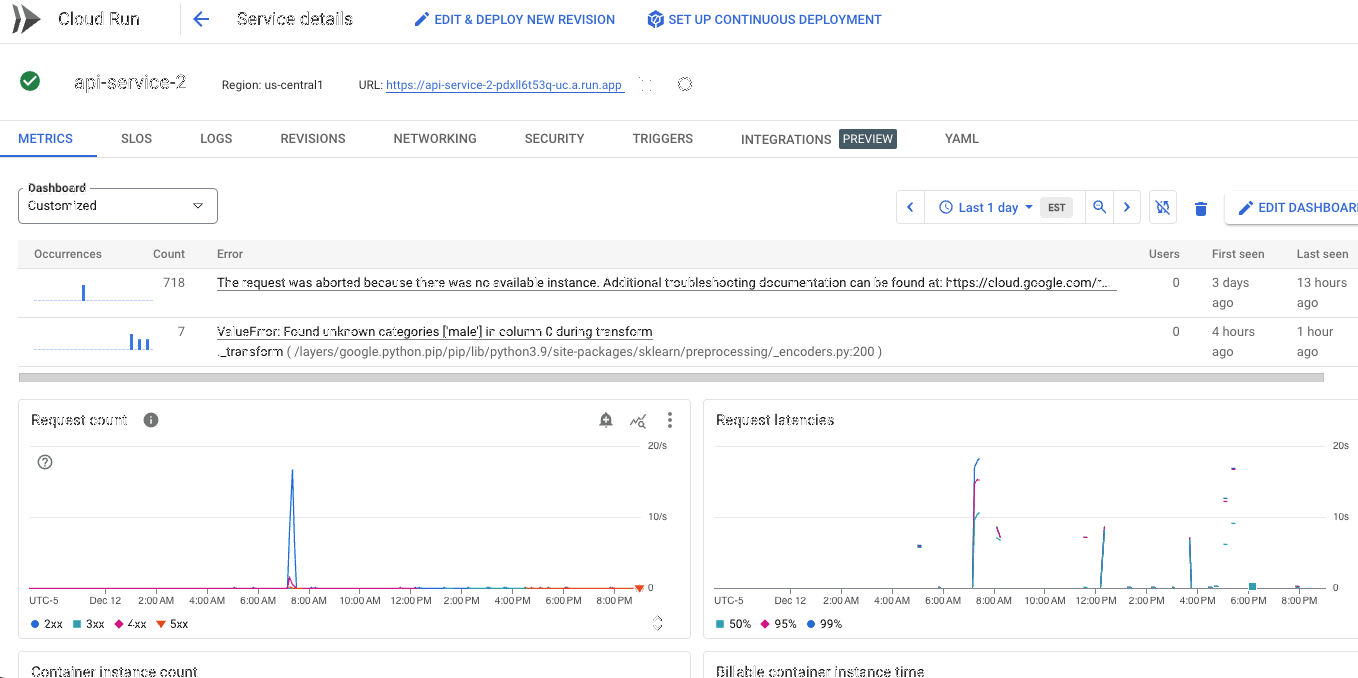 Cloud Run
Service details
EDIT & DEPLOY NEW REVISION
SET UP CONTINUOUS DEPLOYMENT
api-service-2
Region: us-central1
URL: https://api-service-2-pdxll6t53q-uc.a.run.app
METRICS
SLOS
LOGS
REVISIONS
NETWORKING
SECURITY
TRIGGERS
INTEGRATIONS PREVIEW
YAML
Dashboard
Customized
Last 1 day EST
EDIT DASHBOAR
Occurrences Count Error Users First seen Last seen
718 The request was aborted because there was no available instance. Additional troubleshooting documentation can be found at: https://cloud.google.com/r... 0 3 days 13 hours
ago ago
7 ValueError: Found unknown categories ['male'] in column 0 during transform 0 4 hours 1 hour
._transform ( /layers/google.python.pip/pip/lib/python3.9/site-packages/sklearn/preprocessing/_encoders.py:200 ) ago ago
Request count
20/s
10/s
0
UTC-5 Dec 12 2:00 AM 4:00 AM 6:00 AM 8:00 AM 10:00 AM 12:00 PM 2:00 PM 4:00 PM 6:00 PM 8:00 PM
2xx 3xx 4xx 5xx
Request latencies
20s
10s
0
UTC-5 Dec 12 2:00 AM 4:00 AM 6:00 AM 8:00 AM 10:00 AM 12:00 PM 2:00 PM 4:00 PM 6:00 PM 8:00 PM
50% 95% 99%
Container instance count
Billable container instance time